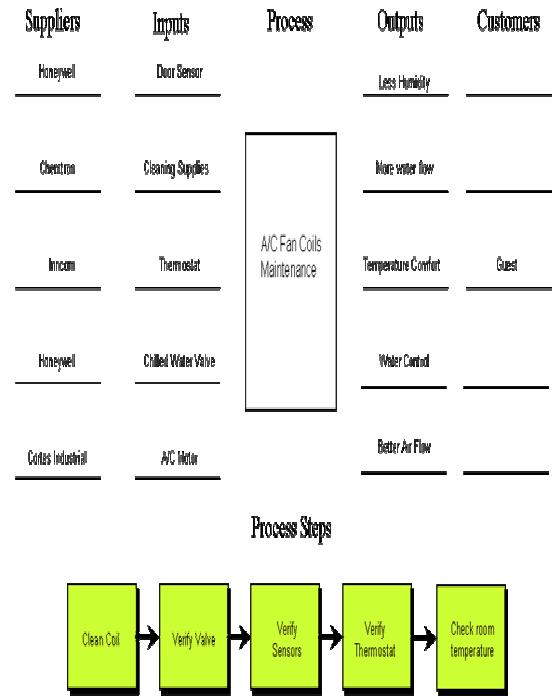 Suppliers Inputs Process Outputs Customers
Honeywell Door Sensor Less Humidity
Chemtron Cleaning Supplies More water flow
A/C Fan Coils
Maintenance
Inncom Thermostat Temperature Comfort Guest
Honeywell Chilled Water Valve Water Control
Cortes Industrial A/C Motor Better Air Flow
Process Steps
Clean Coil Verify Valve Verify Sensors Verify Thermostat Check room temperature